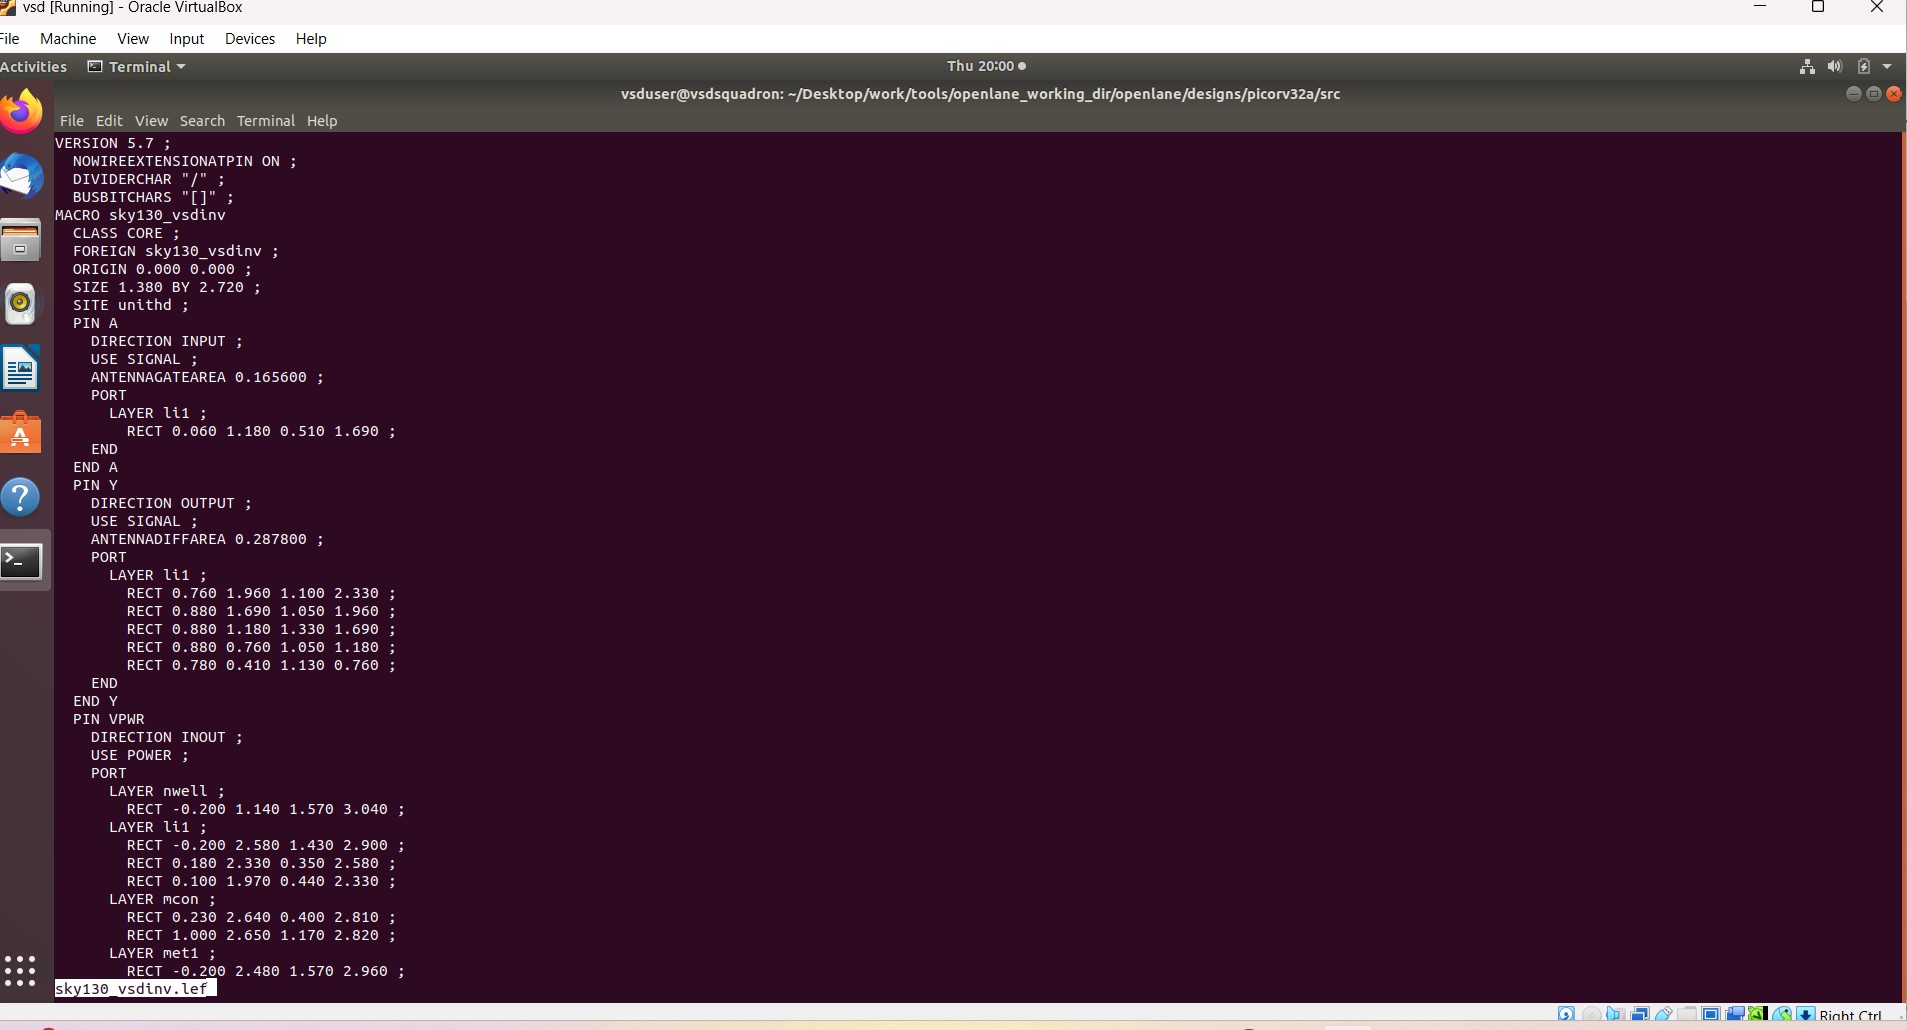 vsd [Running] - Oracle VirtualBox
File Machine View Input Devices Help
Activities Terminal Thu 20:00
vsduser@vsdsquadron: ~/Desktop/work/tools/openlane_working_dir/openlane/designs/picorv32a/src
File Edit View Search Terminal Help
VERSION 5.7 ;
NOWIREEXTENSIONATPIN ON ;
DIVIDERCHAR "/" ;
BUSBITCHARS "[]" ;
MACRO sky130_vsdinv
CLASS CORE ;
FOREIGN sky130_vsdinv ;
ORIGIN 0.000 0.000 ;
SIZE 1.380 BY 2.720 ;
SITE unithd ;
PIN A
DIRECTION INPUT ;
USE SIGNAL ;
ANTENNAGATEAREA 0.165600 ;
PORT
LAYER li1 ;
RECT 0.060 1.180 0.510 1.690 ;
END
END A
PIN Y
DIRECTION OUTPUT ;
USE SIGNAL ;
ANTENNADIFFAREA 0.287800 ;
PORT
LAYER li1 ;
RECT 0.760 1.960 1.100 2.330 ;
RECT 0.880 1.690 1.050 1.960 ;
RECT 0.880 1.180 1.330 1.690 ;
RECT 0.880 0.760 1.050 1.180 ;
RECT 0.780 0.410 1.130 0.760 ;
END
END Y
PIN VPWR
DIRECTION INOUT ;
USE POWER ;
PORT
LAYER nwell ;
RECT -0.200 1.140 1.570 3.040 ;
LAYER li1 ;
RECT -0.200 2.580 1.430 2.900 ;
RECT 0.180 2.330 0.350 2.580 ;
RECT 0.100 1.970 0.440 2.330 ;
LAYER mcon ;
RECT 0.230 2.640 0.400 2.810 ;
RECT 1.000 2.650 1.170 2.820 ;
LAYER met1 ;
RECT -0.200 2.480 1.570 2.960 ;
sky130_vsdinv.lef
Right Ctrl